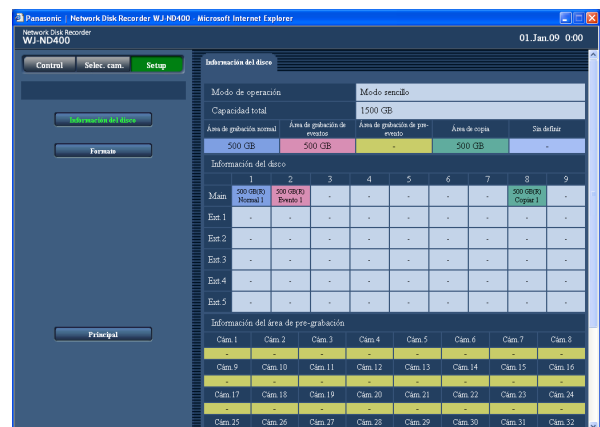 Panasonic | Network Disk Recorder WJ-ND400 - Microsoft Internet Explorer
Network Disk Recorder
WJ-ND400
01.Jan.09 0:00
Control Selec. cam. Setup
Información del disco
Formato
Principal
Información del disco
Modo de operación Modo sencillo
Capacidad total 1500 GB
Área de grabación normal Área de grabación de eventos Área de grabación de pre-evento Área de copia Sin definir
500 GB 500 GB - 500 GB -
Información del disco
1 2 3 4 5 6 7 8 9
Main 500 GB(R) Normal 1 500 GB(R) Evento 1 - - - - - 500 GB(R) Copiar 1 -
Ext.1 - - - - - - - - -
Ext.2 - - - - - - - - -
Ext.3 - - - - - - - - -
Ext.4 - - - - - - - - -
Ext.5 - - - - - - - - -
Información del área de pre-grabación
Cám.1 Cám.2 Cám.3 Cám.4 Cám.5 Cám.6 Cám.7 Cám.8
- - - - - - - -
Cám.9 Cám.10 Cám.11 Cám.12 Cám.13 Cám.14 Cám.15 Cám.16
- - - - - - - -
Cám.17 Cám.18 Cám.19 Cám.20 Cám.21 Cám.22 Cám.23 Cám.24
- - - - - - - -
Cám.25 Cám.26 Cám.27 Cám.28 Cám.29 Cám.30 Cám.31 Cám.32